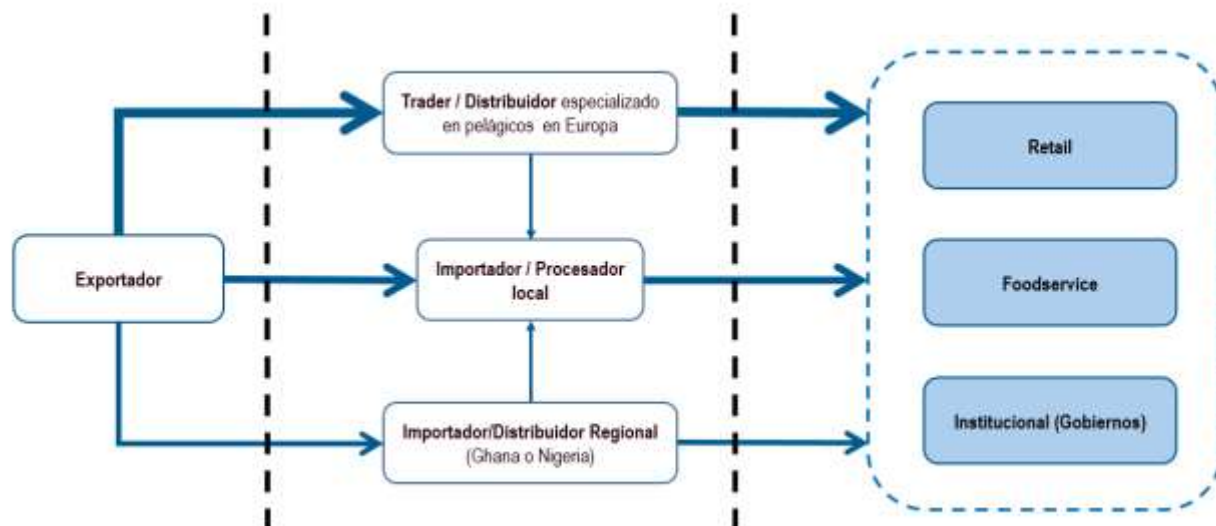 Trader / Distribuidor especializado
en pelágicos en Europa
Retail
Exportador
Importador / Procesador
local
Foodservice
Importador/Distribuidor Regional
(Ghana o Nigeria)
Institucional (Gobiernos)